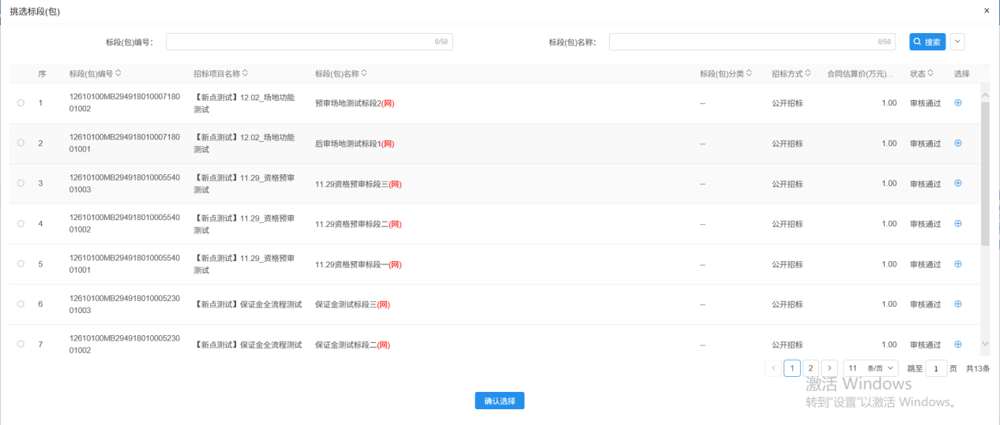 挑选标段(包)
标段(包)编号：
0/50
标段(包)名称：
0/50
搜索
序 标段(包)编号 招标项目名称 标段(包)名称 标段(包)分类 招标方式 合同估算价(万元)... 状态 选择
1 12610100MB294918010007180 【新点测试】12.02_场地功能 预审场地测试标段2(网) -- 公开招标 1.00 审核通过
01002 测试
2 12610100MB294918010007180 【新点测试】12.02_场地功能 后审场地测试标段1(网) -- 公开招标 1.00 审核通过
01001 测试
3 12610100MB294918010005540 【新点测试】11.29_资格预审 11.29资格预审标段三(网) -- 公开招标 1.00 审核通过
01003 测试
4 12610100MB294918010005540 【新点测试】11.29_资格预审 11.29资格预审标段二(网) -- 公开招标 1.00 审核通过
01002 测试
5 12610100MB294918010005540 【新点测试】11.29_资格预审 11.29资格预审标段一(网) -- 公开招标 1.00 审核通过
01001 测试
6 12610100MB294918010005230 【新点测试】保证金全流程测试 保证金测试标段三(网) -- 公开招标 1.00 审核通过
01003
7 12610100MB294918010005230 【新点测试】保证金全流程测试 保证金测试标段二(网) -- 公开招标 1.00 审核通过
01002
1 2 11 条/页 跳至 1 页 共13条
激活 Windows
转到"设置"以激活 Windows。
确认选择